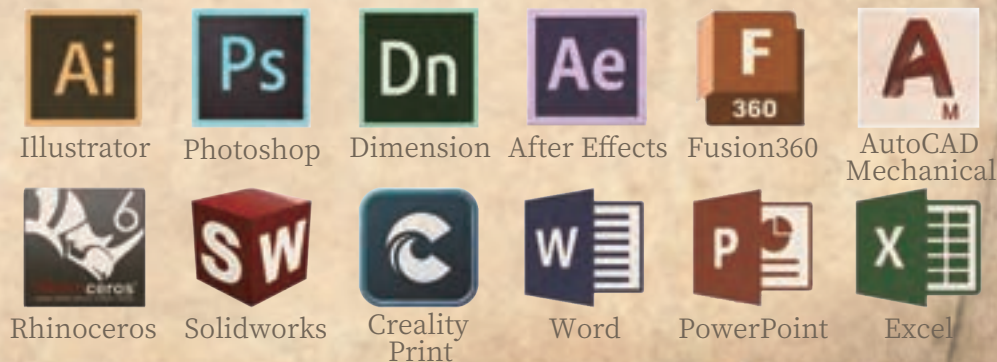 Ai Ps Dn Ae F A
360 M
Illustrator Photoshop Dimension After Effects Fusion360 AutoCAD
Mechanical
6
ceros
S W C W P X
Rhinoceros Solidworks Creality Word PowerPoint Excel
Print